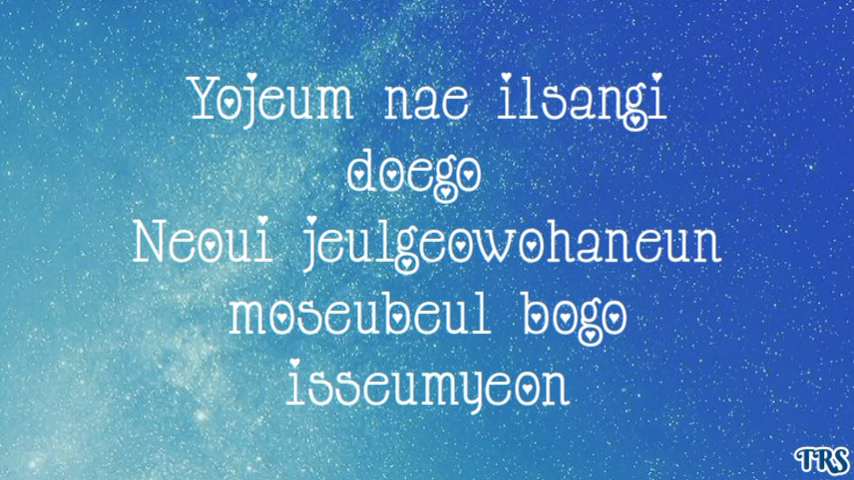 Yojeum nae ilsangi
doego
Neoui jeulgeowohaneun
moseubeul bogo
isseumyeon
TRS